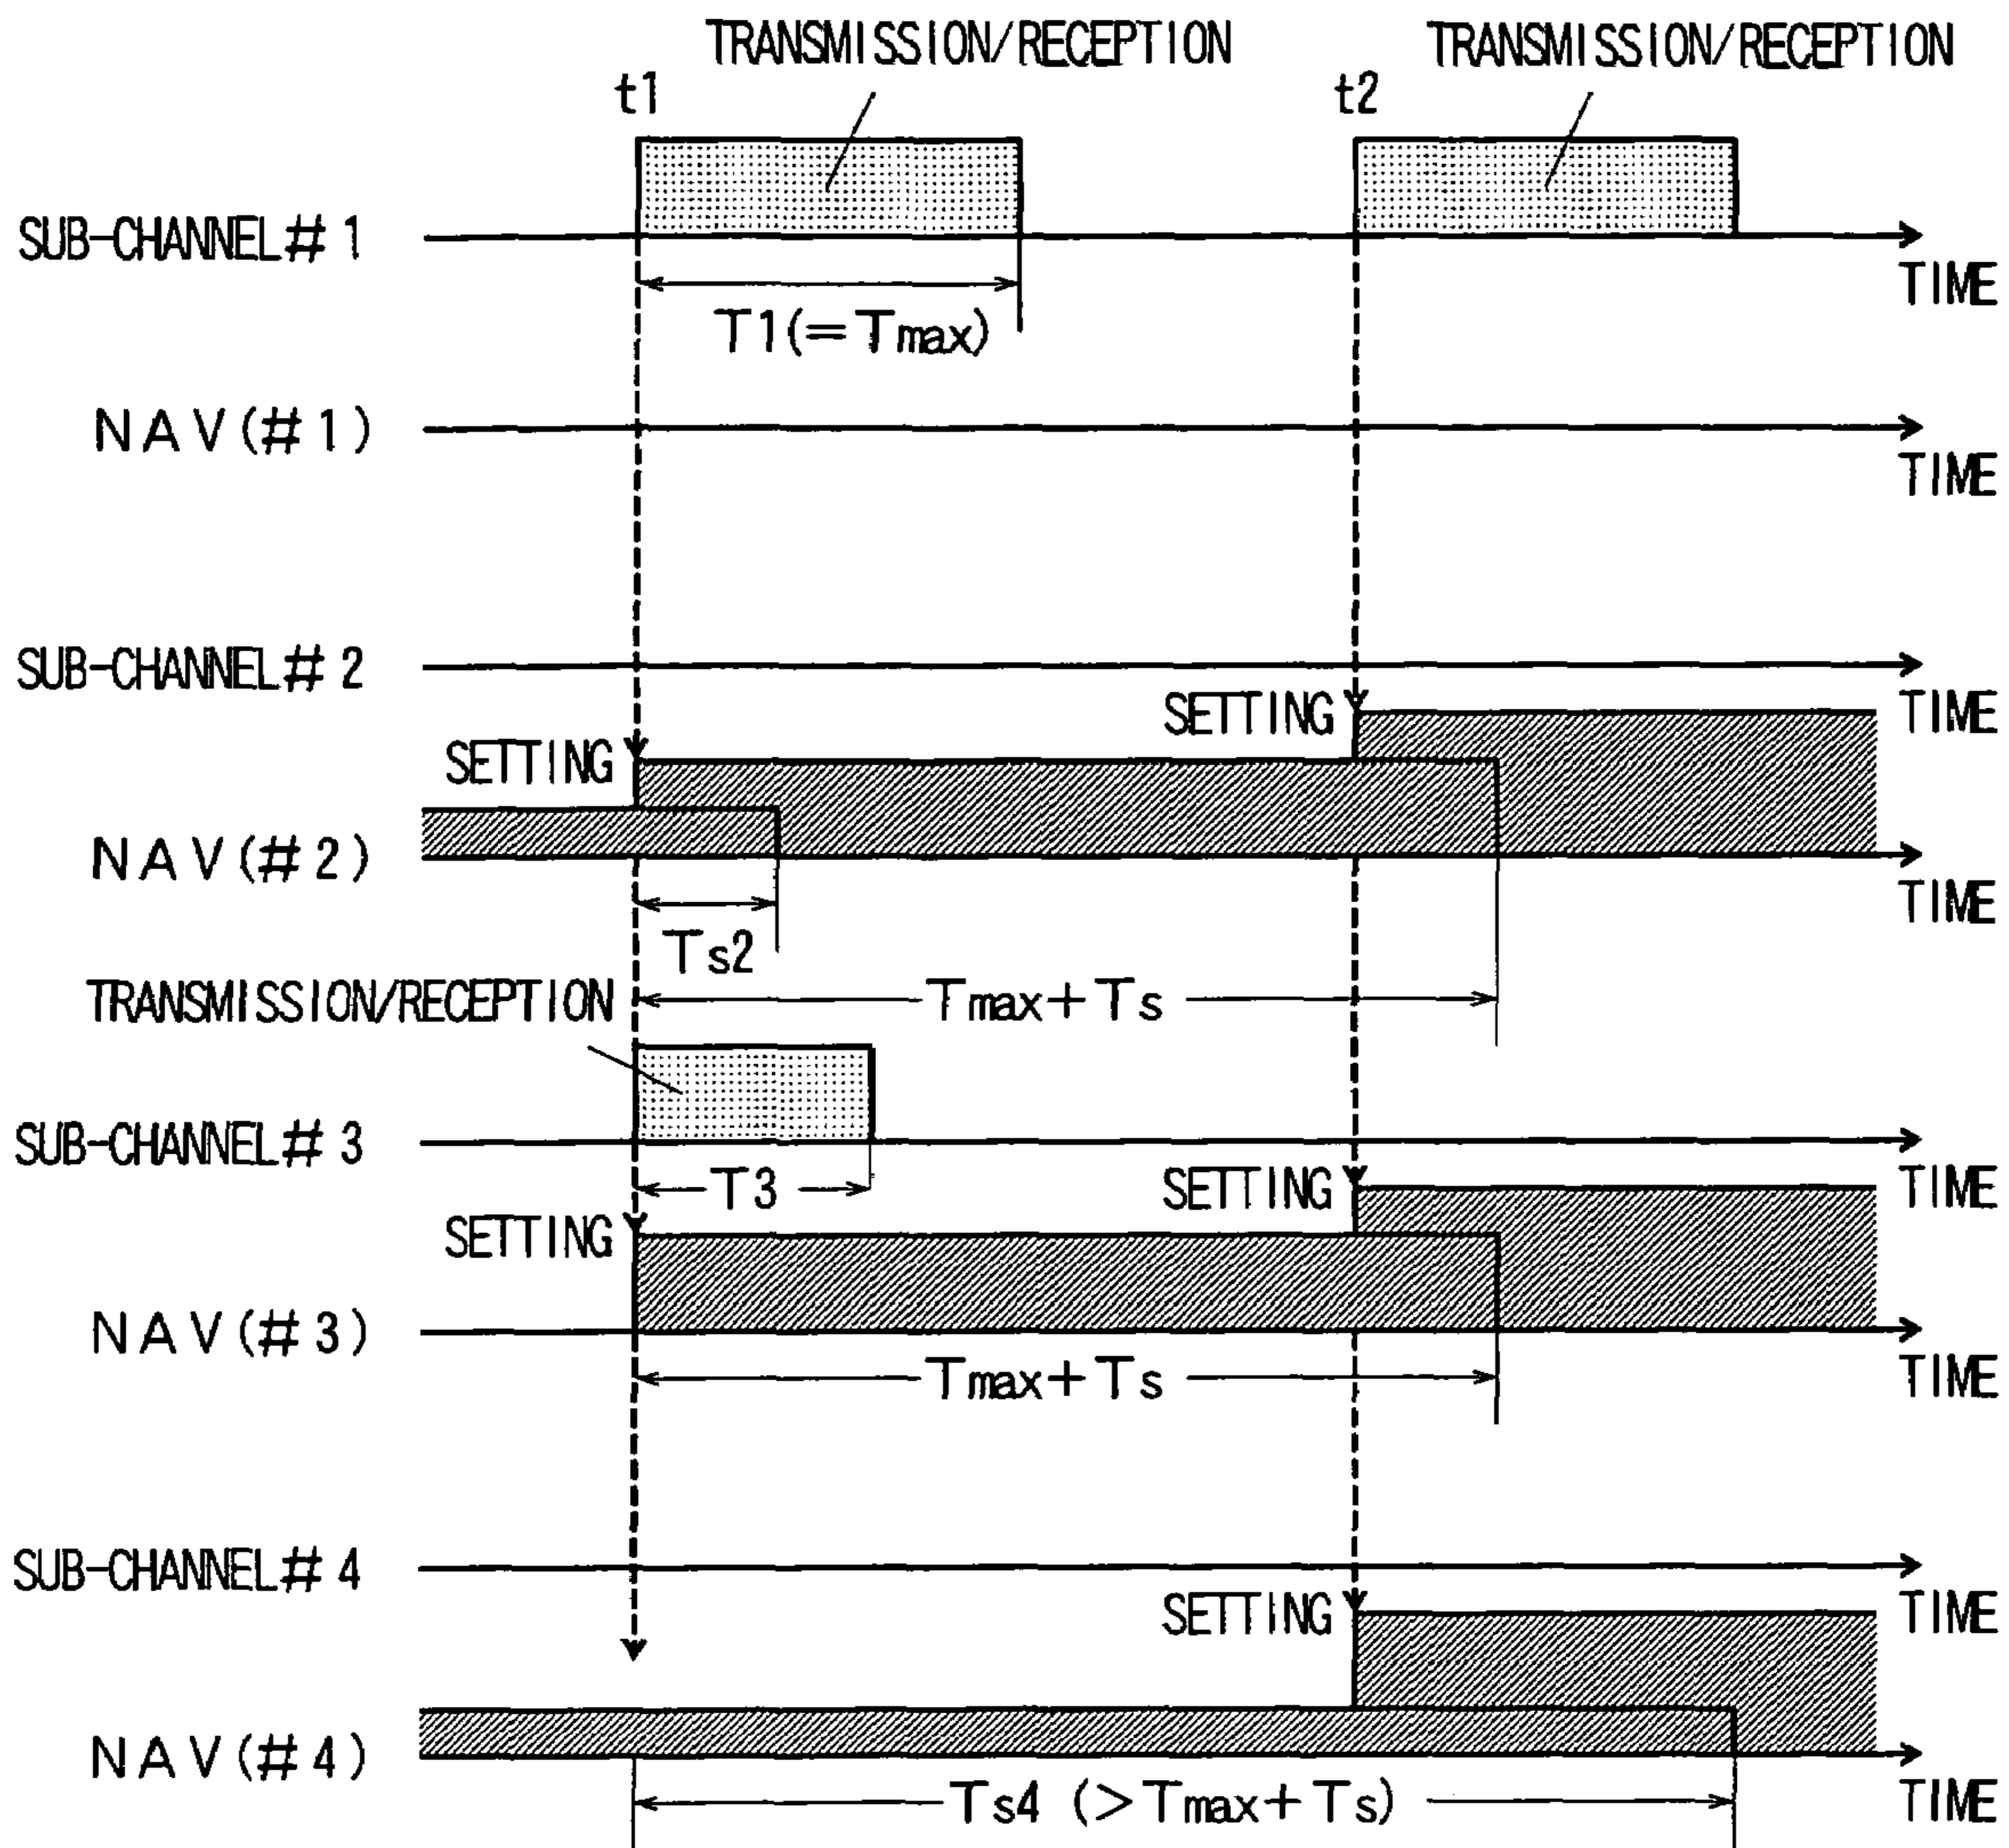 TRANSMISSION/RECEPTION
TRANSMISSION/RECEPTION
t1
t2
SUB-CHANNEL#1
TIME
T1(=Tmax)
NAV(#1)
TIME
SUB-CHANNEL#2
TIME
SETTING
SETTING
NAV(#2)
TIME
Ts2
Tmax+Ts
TRANSMISSION/RECEPTION
SUB-CHANNEL#3
TIME
T3
SETTING
SETTING
NAV(#3)
TIME
Tmax+Ts
SUB-CHANNEL#4
TIME
SETTING
NAV(#4)
TIME
Ts4 (>Tmax+Ts)